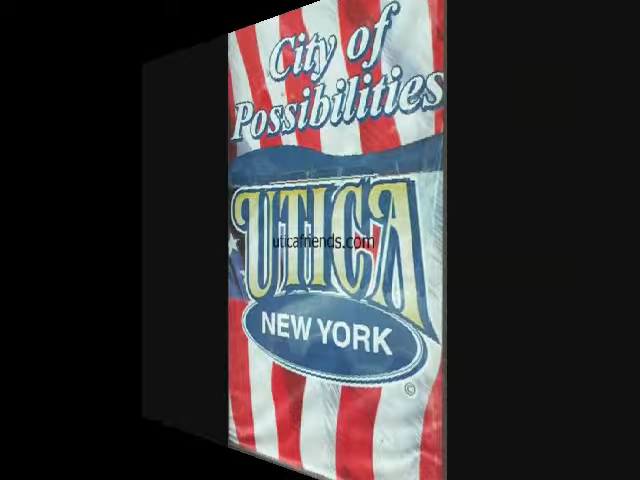 City of
Possibilities
UTICA
uticafriends.com
NEW YORK
©